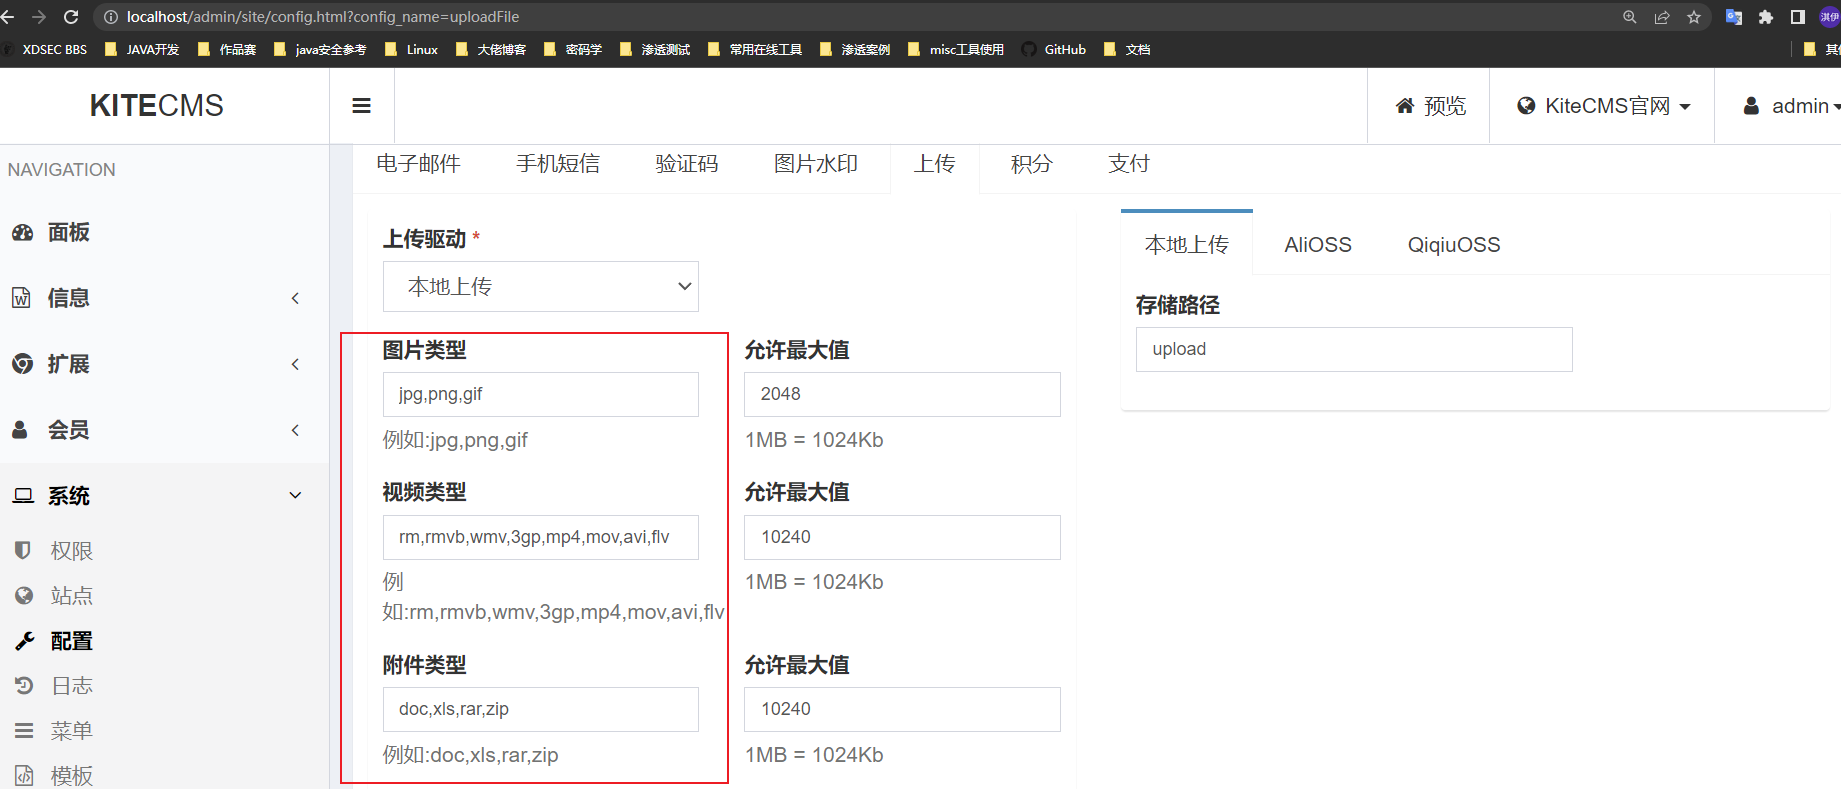 localhost/admin/site/config.html?config_name=uploadFile
XDSEC BBS JAVA开发 作品赛 java安全参考 Linux 大佬博客 密码学 渗透测试 常用在线工具 渗透案例 misc工具使用 GitHub 文档
KITECMS
预览 KiteCMS官网 admin
NAVIGATION
面板
信息
扩展
会员
系统
权限
站点
配置
日志
菜单
模板
电子邮件 手机短信 验证码 图片水印 上传 积分 支付
上传驱动 *
本地上传
图片类型 允许最大值
jpg,png,gif 2048
例如:jpg,png,gif 1MB = 1024Kb
视频类型 允许最大值
rm,rmvb,wmv,3gp,mp4,mov,avi,flv 10240
例 1MB = 1024Kb
如:rm,rmvb,wmv,3gp,mp4,mov,avi,flv
附件类型 允许最大值
doc,xls,rar,zip 10240
例如:doc,xls,rar,zip 1MB = 1024Kb
本地上传 AliOSS QiqiuOSS
存储路径
upload